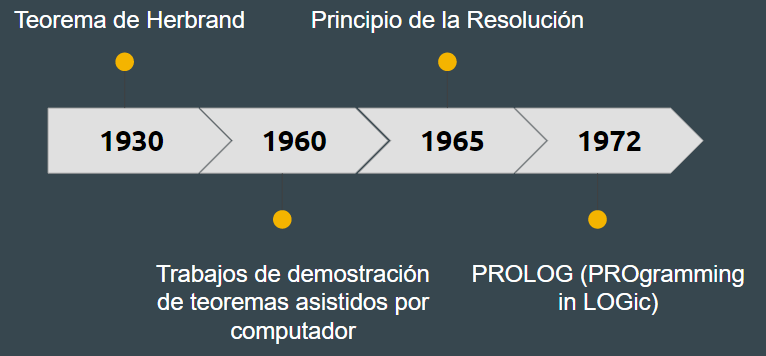 Teorema de Herbrand
Principio de la Resolución
1930
1960
1965
1972
Trabajos de demostración
de teoremas asistidos por
computador
PROLOG (PROgramming
in LOGic)